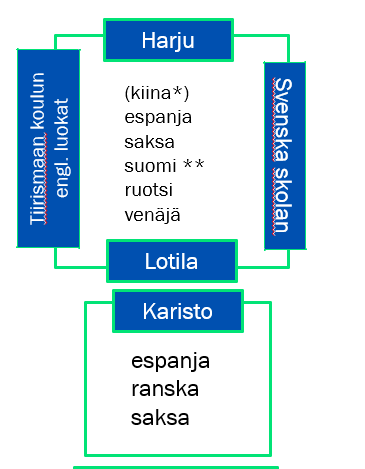 Harju
Tiirismaan koulun
engl. luokat
(kiina*)
espanja
saksa
suomi **
ruotsi
venäjä
Svenska skolan
Lotila
Karisto
espanja
ranska
saksa